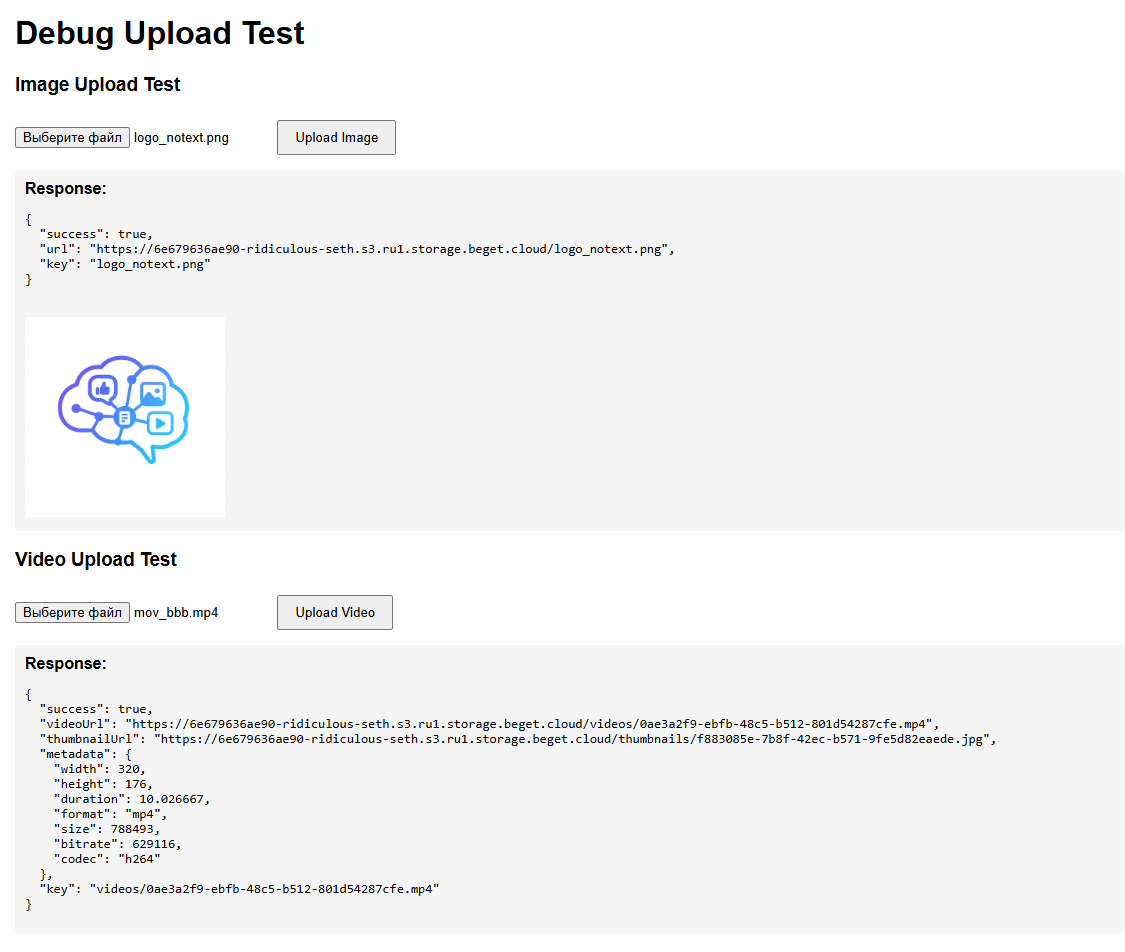 Debug Upload Test
Image Upload Test
Выберите файл logo_notext.png Upload Image
Response:
{
  "success": true,
  "url": "https://6e679636ae90-ridiculous-seth.s3.ru1.storage.beget.cloud/logo_notext.png",
  "key": "logo_notext.png"
}
Video Upload Test
Выберите файл mov_bbb.mp4 Upload Video
Response:
{
  "success": true,
  "videoUrl": "https://6e679636ae90-ridiculous-seth.s3.ru1.storage.beget.cloud/videos/0ae3a2f9-ebfb-48c5-b512-801d54287cfe.mp4",
  "thumbnailUrl": "https://6e679636ae90-ridiculous-seth.s3.ru1.storage.beget.cloud/thumbnails/f883085e-7b8f-42ec-b571-9fe5d82eaede.jpg",
  "metadata": {
    "width": 320,
    "height": 176,
    "duration": 10.026667,
    "format": "mp4",
    "size": 788493,
    "bitrate": 629116,
    "codec": "h264"
  },
  "key": "videos/0ae3a2f9-ebfb-48c5-b512-801d54287cfe.mp4"
}